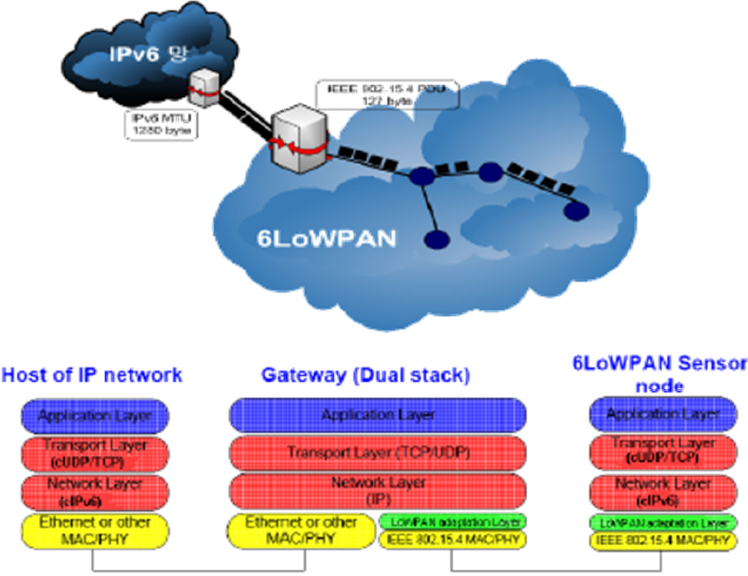 IPv6 망
IEEE 802.15.4 PDU
127 byte
IPv6 MTU
1280 byte
6LoWPAN
Host of IP network
Gateway (Dual stack)
6LoWPAN Sensor
node
Application Layer
Transport Layer
(cUDP/TCP)
Network Layer
(cIPv6)
Ethernet or other
MAC/PHY
Application Layer
Transport Layer (TCP/UDP)
Network Layer
(IP)
Ethernet or other
MAC/PHY
LoWPAN adaptation Layer
IEEE 802.15.4 MAC/PHY
Application Layer
Transport Layer
(cUDP/TCP)
Network Layer
(cIPv6)
LoWPAN adaptation Layer
IEEE 802.15.4 MAC/PHY